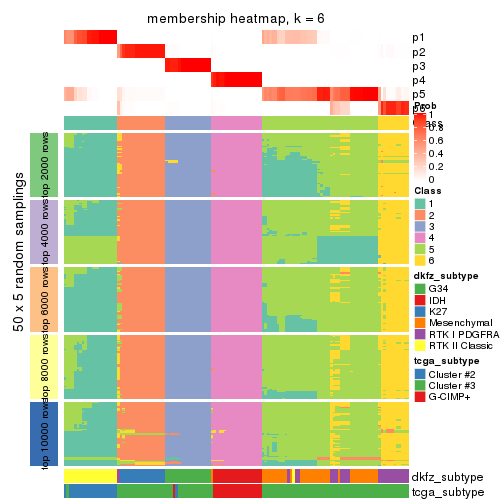 membership heatmap, k = 6
p1
p2
p3
p4
p5
Prob
1
0.8
0.6
0.4
0.2
0
Class
1
2
3
4
5
6
dkfz_subtype
G34
IDH
K27
Mesenchymal
RTK I PDGFRA
RTK II Classic
tcga_subtype
Cluster #2
Cluster #3
G-CIMP+
50 x 5 random samplings
top 2000 rows
top 4000 rows
top 6000 rows
top 8000 rows
top 10000 rows
dkfz_subtype
tcga_subtype